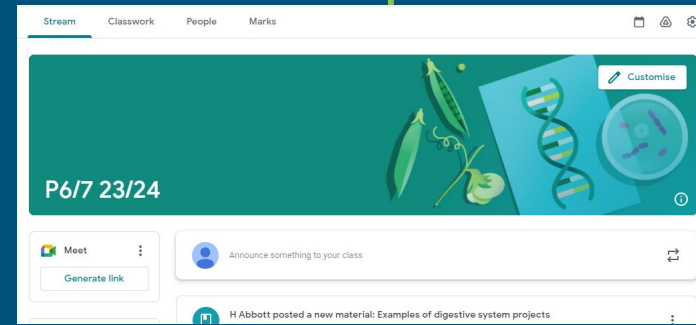 Stream Classwork People Marks
Customise
P6/7 23/24
Meet
Generate link
Announce something to your class
H Abbott posted a new material: Examples of digestive system projects